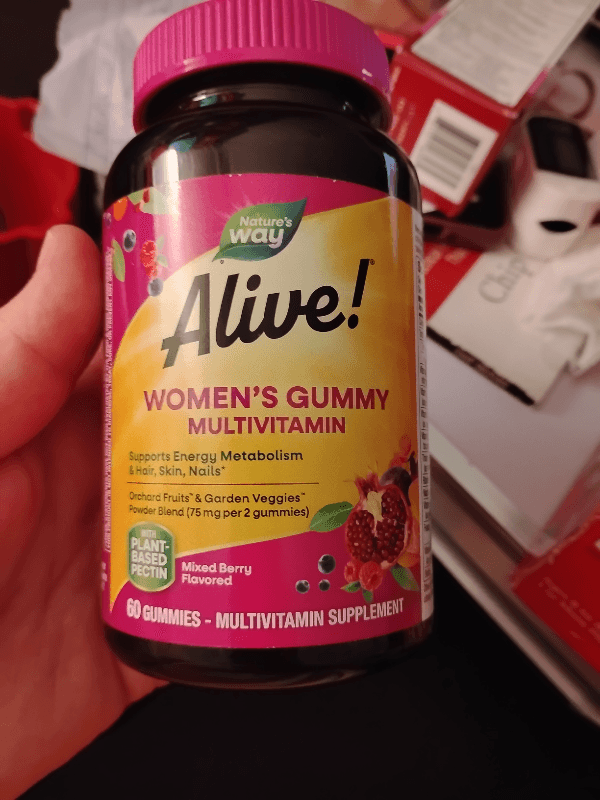 Nature's
way
Alive!
WOMEN'S GUMMY
MULTIVITAMIN
Supports Energy Metabolism
& Hair, Skin, Nails*
Orchard Fruits™ & Garden Veggies™
Powder Blend (75 mg per 2 gummies)
WITH
PLANT-
BASED
PECTIN
Mixed Berry
Flavored
60 GUMMIES - MULTIVITAMIN SUPPLEMENT